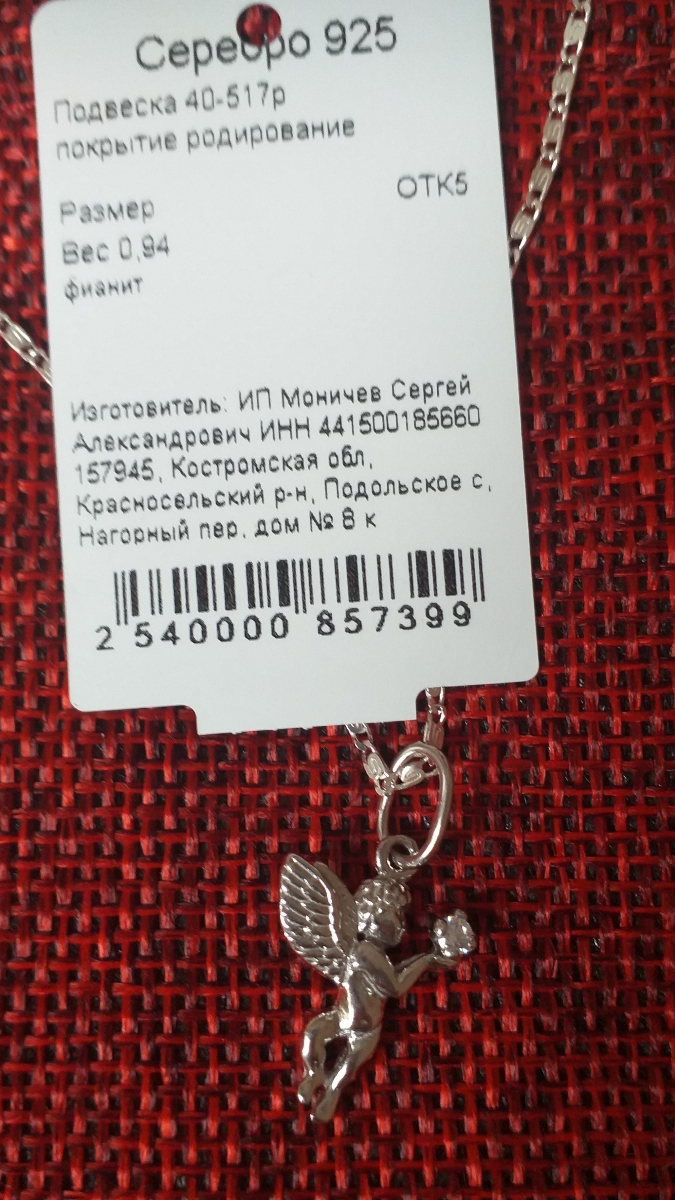 Серебро 925
Подвеска 40-517р
покрытие родирование
ОТК5
Размер
Вес 0,94
фианит
Изготовитель: ИП Моничев Сергей
Александрович ИНН 441500185660
157945, Костромская обл,
Красносельский р-н, Подольское с,
Нагорный пер, дом № 8 к
2 540000 857399